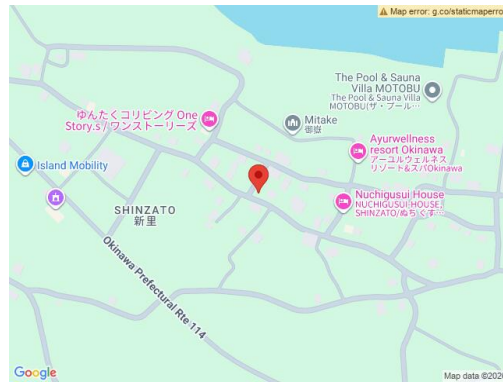 Map error: g.co/staticmaperro
The Pool & Sauna
Villa MOTOBU
The Pool & Sauna Villa
MOTOBU(ザ・プール…
ゆんたくコリビング One
Story,s / ワンストーリーズ
Mitake
御嶽
Ayurwellness
resort Okinawa
アーユルウェルネス
リゾート&スパOkinawa
Island Mobility
Nuchigusui House
NUCHIGUSUI-HOUSE,
SHINZATO/ぬちぐす…
SHINZATO
新里
Okinawa Prefectural Rte 114
Google
Map data ©202